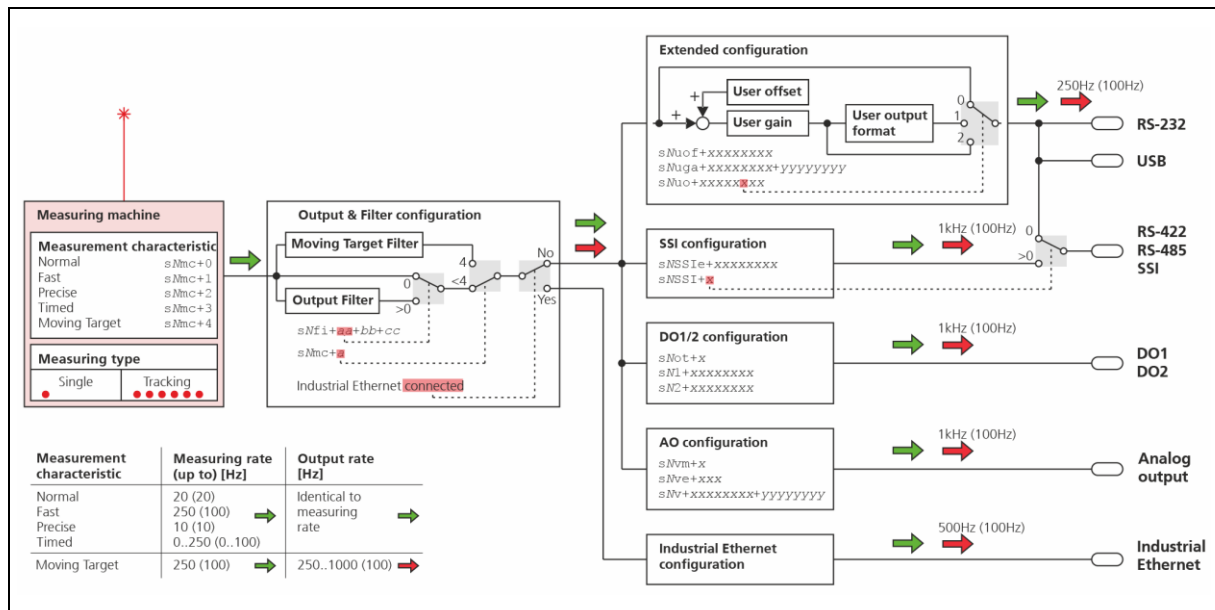 Extended configuration
User offset
+
+
User gain
User output
format
0
1
2
sNuof+xxxxxxxx
sNuga+xxxxxxxx+yyyyyyyy
sNuo+xxxxxxxx
250Hz (100Hz)
RS-232
USB
Measuring machine
Measurement characteristic
Normal sNmc+0
Fast sNmc+1
Precise sNmc+2
Timed sNmc+3
Moving Target sNmc+4
Measuring type
Single Tracking
Output & Filter configuration
Moving Target Filter
4
<4
0
>0
Output Filter
No
Yes
sNfi+aa+bb+cc
sNmc+a
Industrial Ethernet connected
SSI configuration
sNSSIe+xxxxxxxx
sNSSI+x
1kHz (100Hz)
0
>0
RS-422
RS-485
SSI
DO1/2 configuration
sNot+x
sN1+xxxxxxxx
sN2+xxxxxxxx
1kHz (100Hz)
DO1
DO2
AO configuration
sNvm+x
sNve+xxx
sNv+xxxxxxxx+yyyyyyyy
1kHz (100Hz)
Analog
output
Industrial Ethernet
configuration
500Hz (100Hz)
Industrial
Ethernet
Measurement Measuring rate Output rate
characteristic (up to) [Hz] [Hz]
Normal 20 (20) Identical to
Fast 250 (100) measuring
Precise 10 (10) rate
Timed 0..250 (0..100)
Moving Target 250 (100) 250..1000 (100)